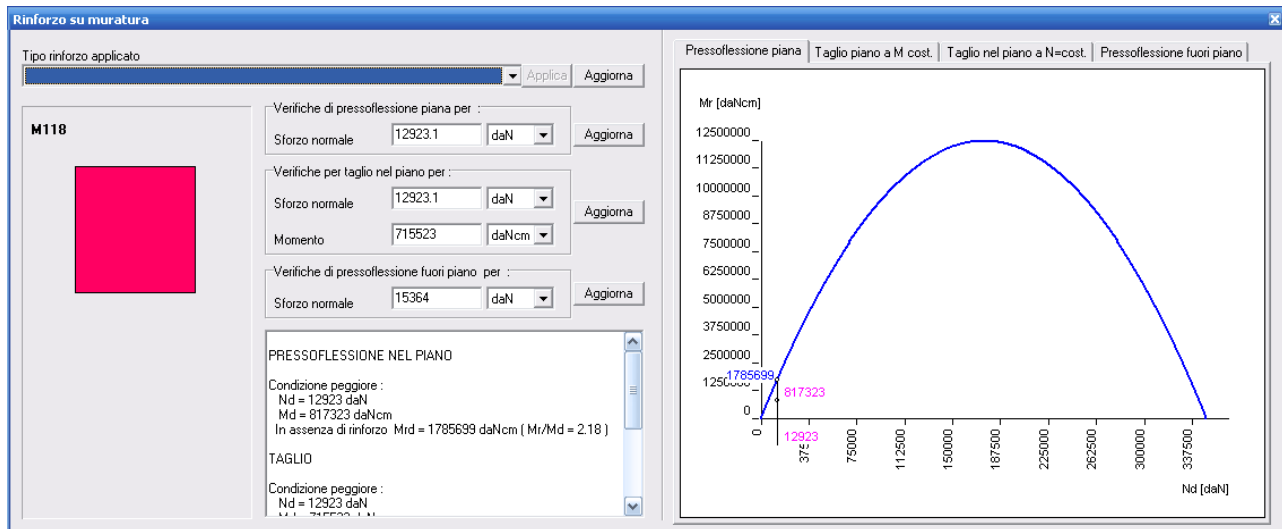 Rinforzo su muratura
Tipo rinforzo applicato
Applica
Aggiorna
M118
Verifiche di pressoflessione piana per :
Sforzo normale
12923.1
daN
Aggiorna
Verifiche per taglio nel piano per :
Sforzo normale
12923.1
daN
Momento
715523
daNcm
Aggiorna
Verifiche di pressoflessione fuori piano per :
Sforzo normale
15364
daN
Aggiorna
PRESSOFLESSIONE NEL PIANO
Condizione peggiore :
Nd = 12923 daN
Md = 817323 daNcm
In assenza di rinforzo Mrd = 1785699 daNcm ( Mr/Md = 2.18 )
TAGLIO
Condizione peggiore :
Nd = 12923 daN
Pressoflessione piana
Taglio piano a M cost.
Taglio nel piano a N=cost.
Pressoflessione fuori piano
Mr [daNcm]
12500000
11250000
10000000
8750000
7500000
6250000
5000000
3750000
2500000
1785699
817323
0
12923
0
75000
112500
150000
187500
225000
262500
300000
337500
Nd [daN]